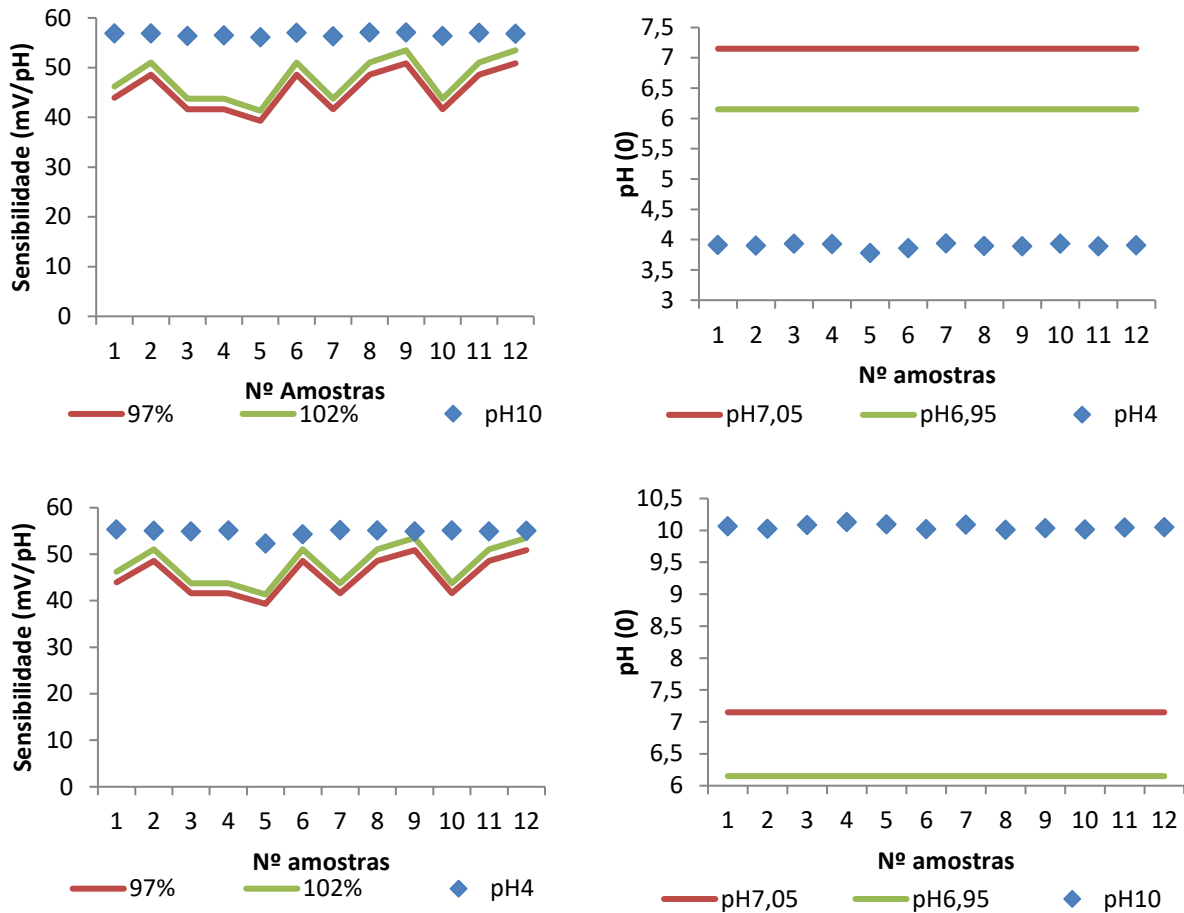 Sensibilidade (mV/pH)
60
50
40
30
20
10
0
1 2 3 4 5 6 7 8 9 10 11 12
Nº Amostras
97% 102% pH10
pH (0)
7,5
7
6,5
6
5,5
5
4,5
4
3,5
3
1 2 3 4 5 6 7 8 9 10 11 12
Nº amostras
pH7,05 pH6,95 pH4
Sensibilidade (mV/pH)
60
50
40
30
20
10
0
1 2 3 4 5 6 7 8 9 10 11 12
Nº amostras
97% 102% pH4
pH (0)
10,5
10
9,5
9
8,5
8
7,5
7
6,5
6
1 2 3 4 5 6 7 8 9 10 11 12
Nº amostras
pH7,05 pH6,95 pH10